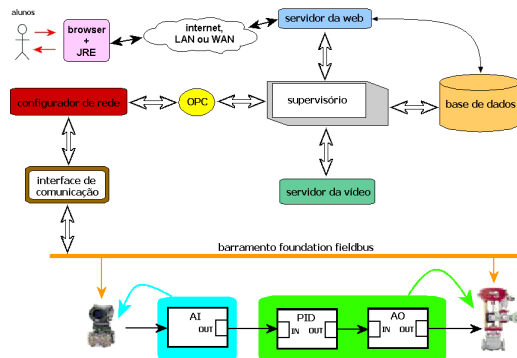 alunos
browser
+
JRE
internet,
LAN ou WAN
servidor da web
configurador de rede
OPC
supervisório
base de dados
interface de
comunicação
servidor da vídeo
barramento foundation fieldbus
AI
OUT
PID
IN OUT
AO
IN OUT